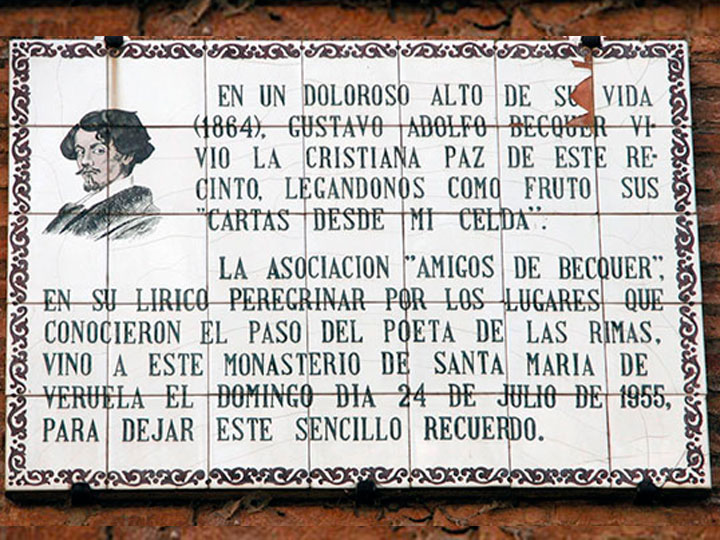 EN UN DOLOROSO ALTO DE SU VIDA
(1864), GUSTAVO ADOLFO BECQUER VI-
VIO LA CRISTIANA PAZ DE ESTE RE-
CINTO, LEGANDONOS COMO FRUTO SUS
"CARTAS DESDE MI CELDA".
LA ASOCIACION "AMIGOS DE BECQUER",
EN SU LIRICO PEREGRINAR POR LOS LUGARES QUE
CONOCIERON EL PASO DEL POETA DE LAS RIMAS,
VINO A ESTE MONASTERIO DE SANTA MARIA DE
VERUELA EL DOMINGO DIA 24 DE JULIO DE 1955,
PARA DEJAR ESTE SENCILLO RECUERDO.